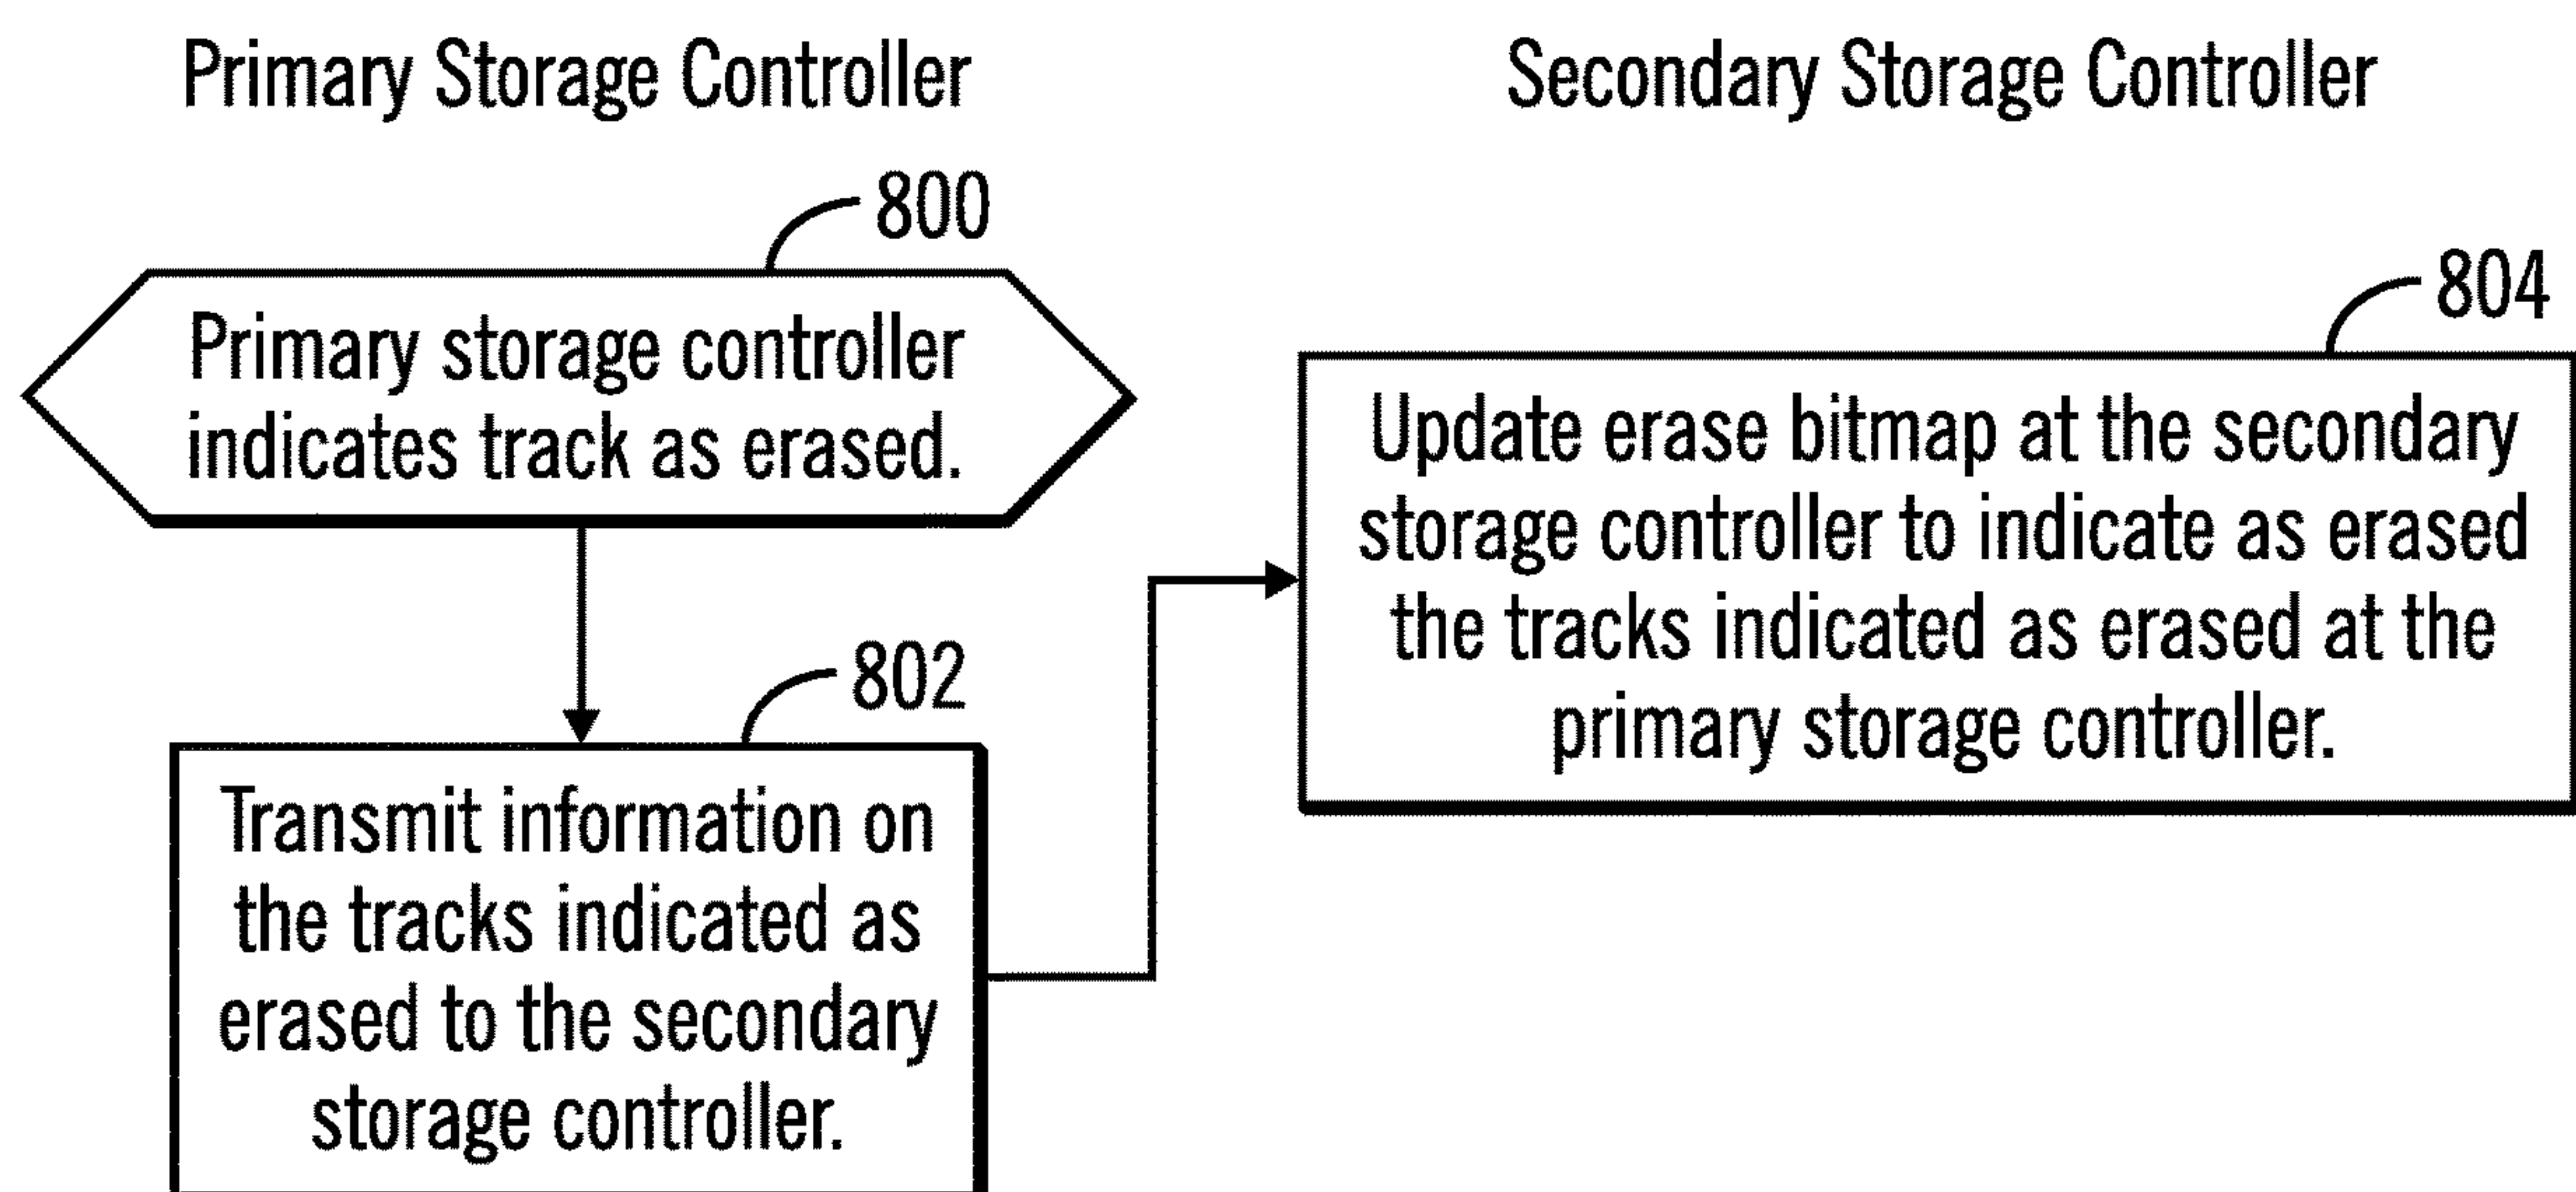 Primary Storage Controller
800
Primary storage controller
indicates track as erased.
802
Transmit information on
the tracks indicated as
erased to the secondary
storage controller.
Secondary Storage Controller
804
Update erase bitmap at the secondary
storage controller to indicate as erased
the tracks indicated as erased at the
primary storage controller.